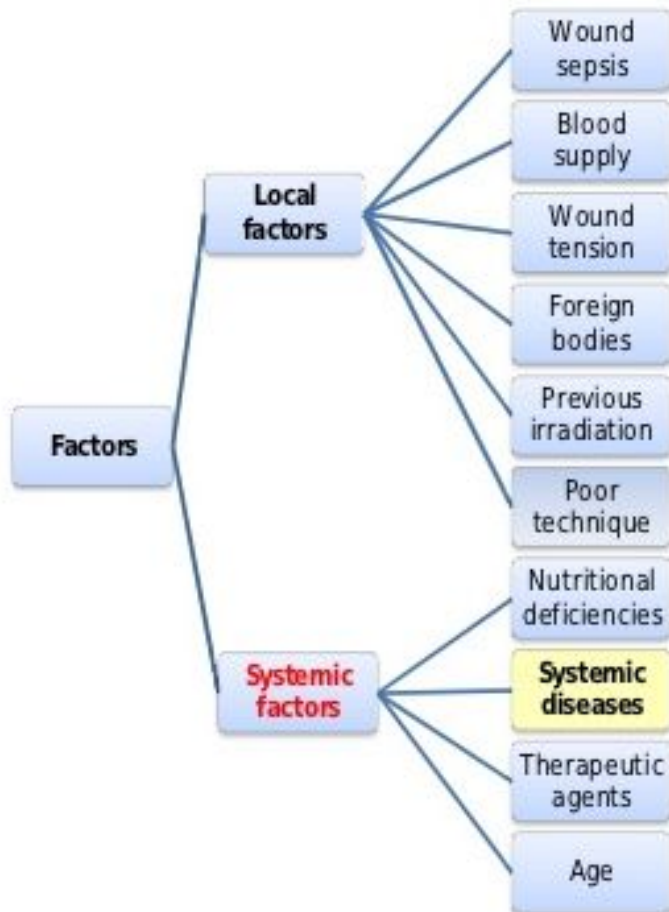 Factors
Local
factors
Wound
sepsis
Blood
supply
Wound
tension
Foreign
bodies
Previous
irradiation
Poor
technique
Systemic
factors
Nutritional
deficiencies
Systemic
diseases
Therapeutic
agents
Age